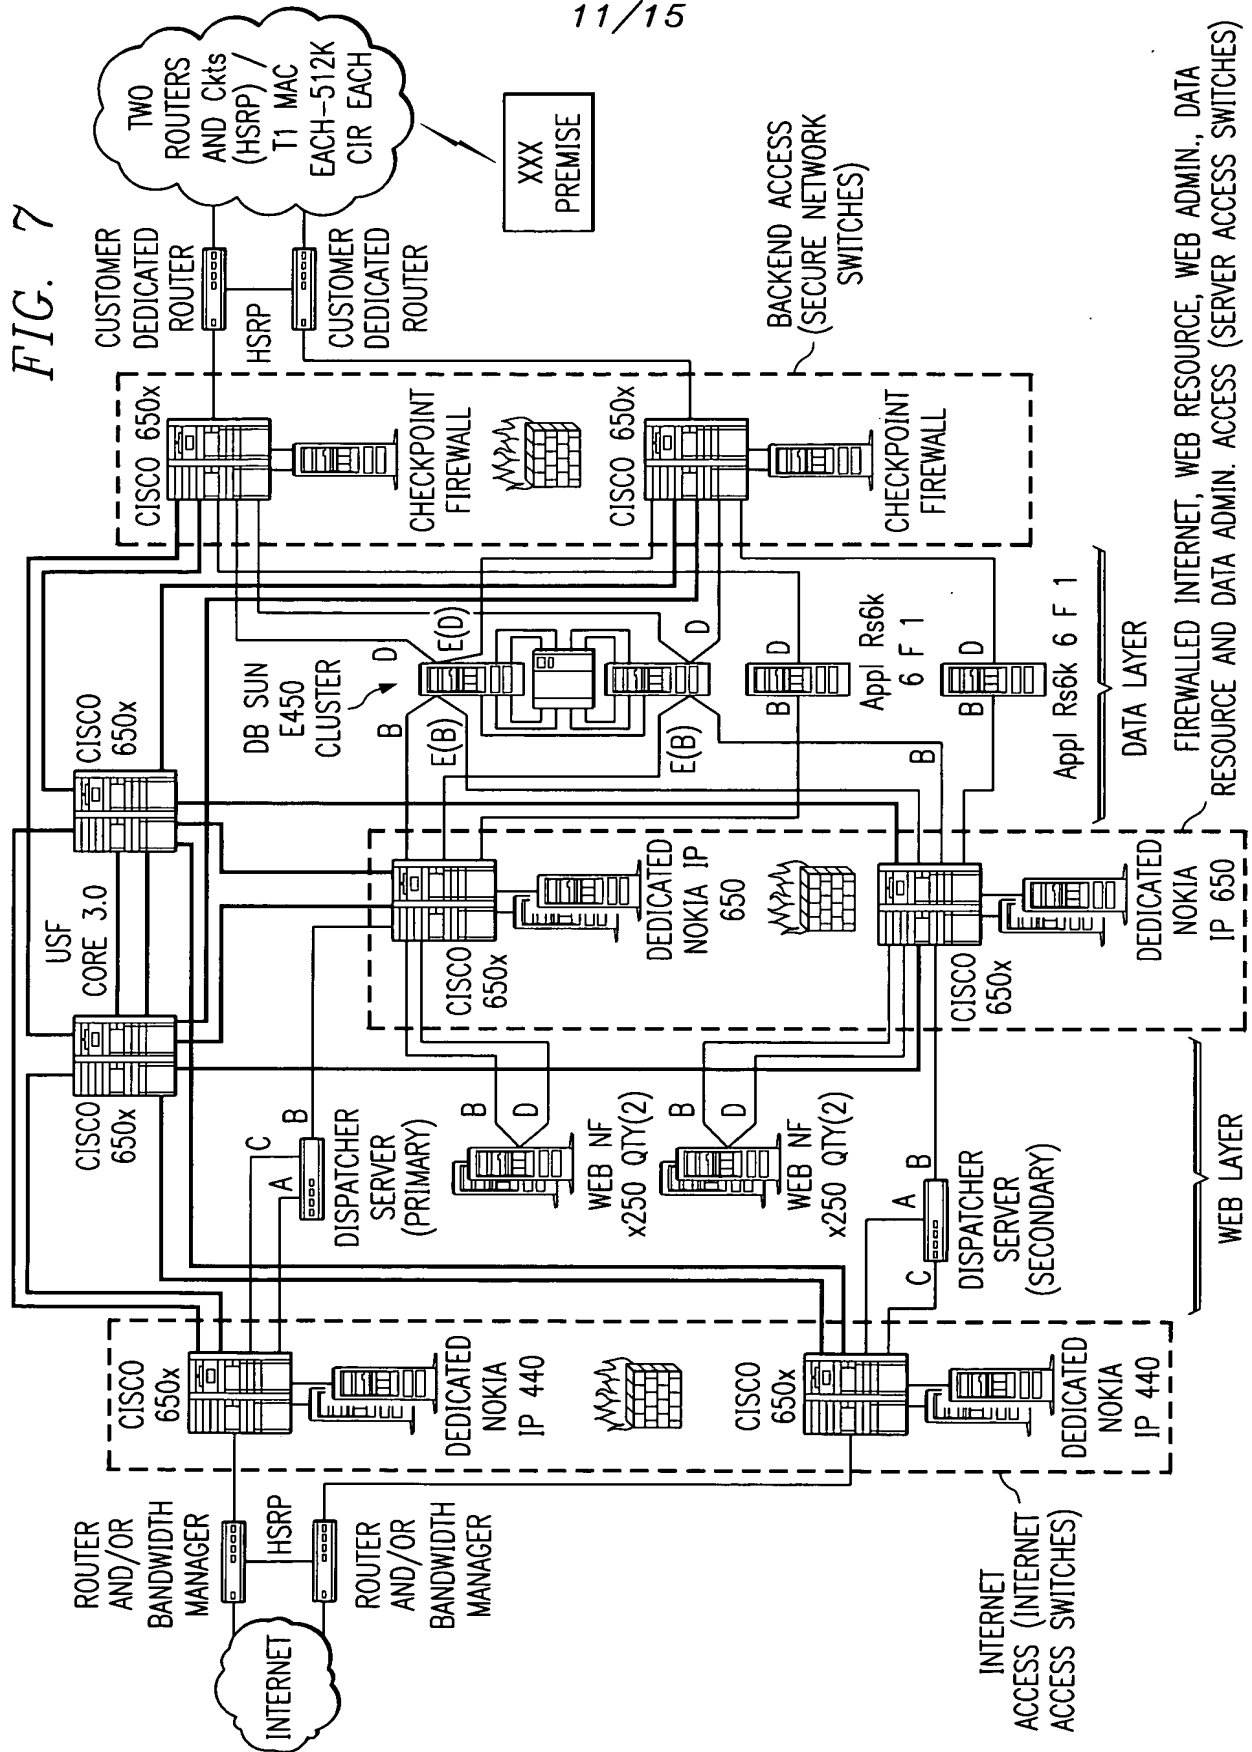 11/15
FIG. 7
INTERNET
ROUTER
AND/OR
BANDWIDTH
MANAGER
HSRP
ROUTER
AND/OR
BANDWIDTH
MANAGER
INTERNET
ACCESS (INTERNET
ACCESS SWITCHES)
CISCO
650x
DEDICATED
NOKIA
IP 440
CISCO
650x
DEDICATED
NOKIA
IP 440
C
A
B
DISPATCHER
SERVER
(PRIMARY)
B
D
WEB NF
x250 QTY(2)
B
D
WEB NF
x250 QTY(2)
A
B
C
DISPATCHER
SERVER
(SECONDARY)
WEB LAYER
CISCO
650x
USF
CORE 3.0
CISCO
650x
CISCO
650x
DEDICATED
NOKIA IP
650
CISCO
650x
DEDICATED
NOKIA
IP 650
FIREWALLED INTERNET, WEB RESOURCE, WEB ADMIN., DATA
RESOURCE AND DATA ADMIN. ACCESS (SERVER ACCESS SWITCHES)
DB SUN
E450
CLUSTER
B
D
E(B)
E(D)
E(B)
D
B
B
D
Appl Rs6k
6 F 1
B
D
Appl Rs6k 6 F 1
DATA LAYER
CISCO 650x
CHECKPOINT
FIREWALL
CISCO 650x
CHECKPOINT
FIREWALL
BACKEND ACCESS
(SECURE NETWORK
SWITCHES)
CUSTOMER
DEDICATED
ROUTER
HSRP
CUSTOMER
DEDICATED
ROUTER
TWO
ROUTERS
AND Ckts
(HSRP) /
T1 MAC
EACH-512K
CIR EACH
XXX
PREMISE